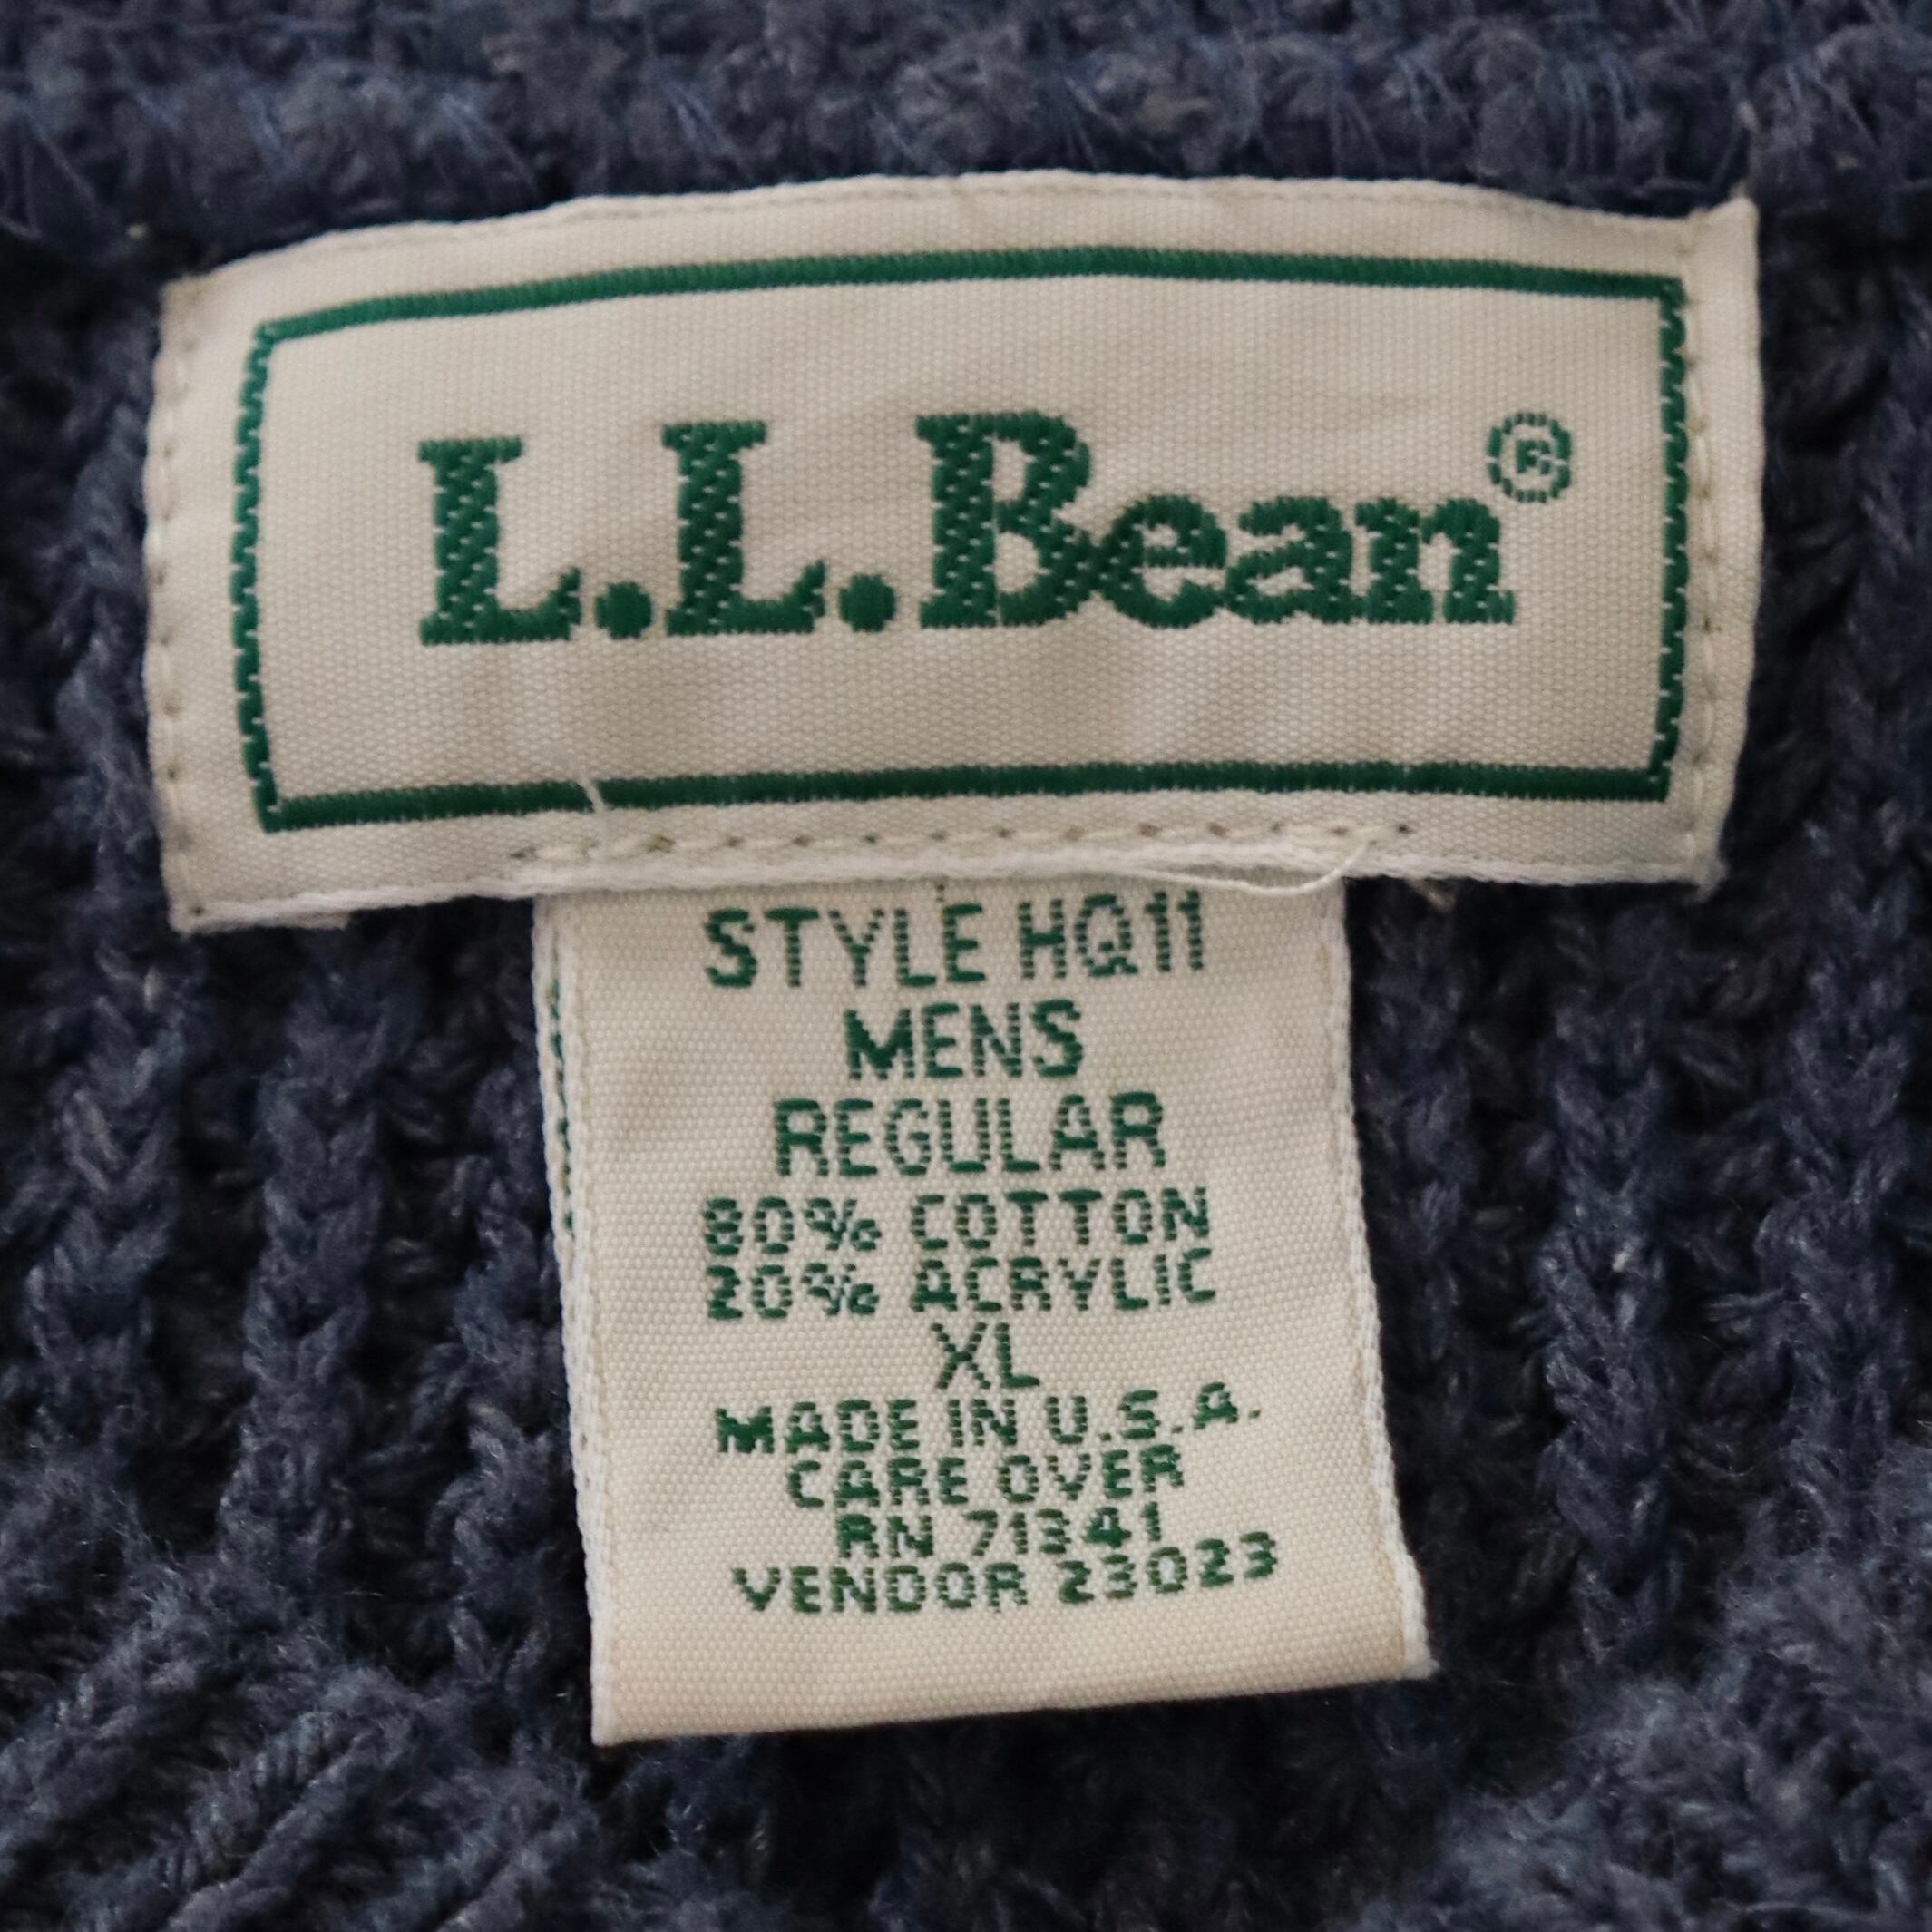 L.L.Bean®
STYLE HQ11
MENS
REGULAR
80% COTTON
20% ACRYLIC
XL
MADE IN U.S.A.
CARE OVER
RN 71341
VENDOR 23023